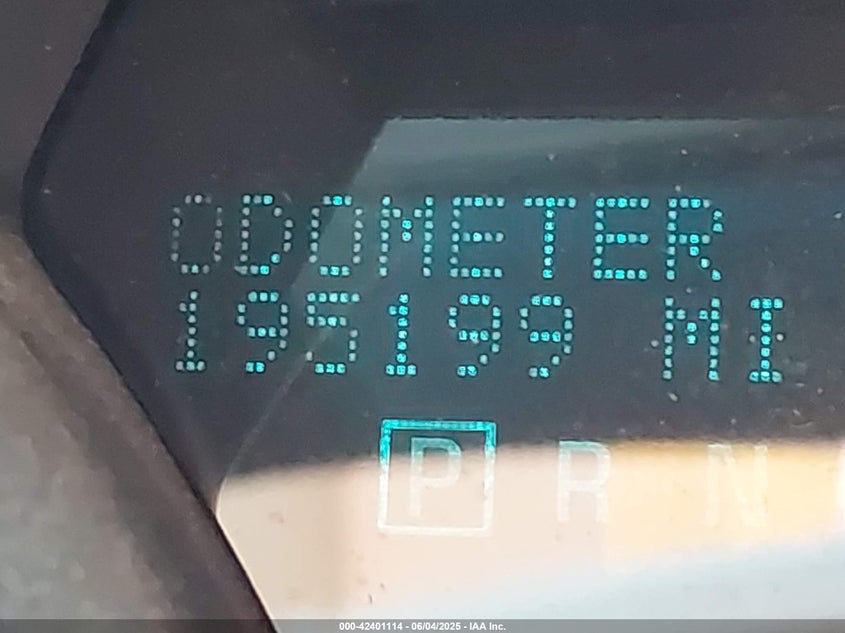 ODOMETER
195199 MI
P R N
000-42401114 - 06/04/2025 - IAA Inc.